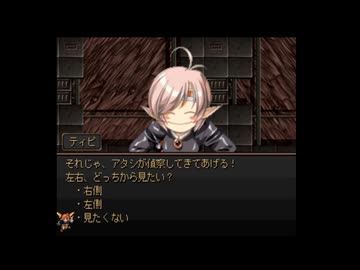 ティピ
それじゃ、アタシが偵察してきてあげる！
左右、どっちから見たい？
・右側
・左側
・見たくない